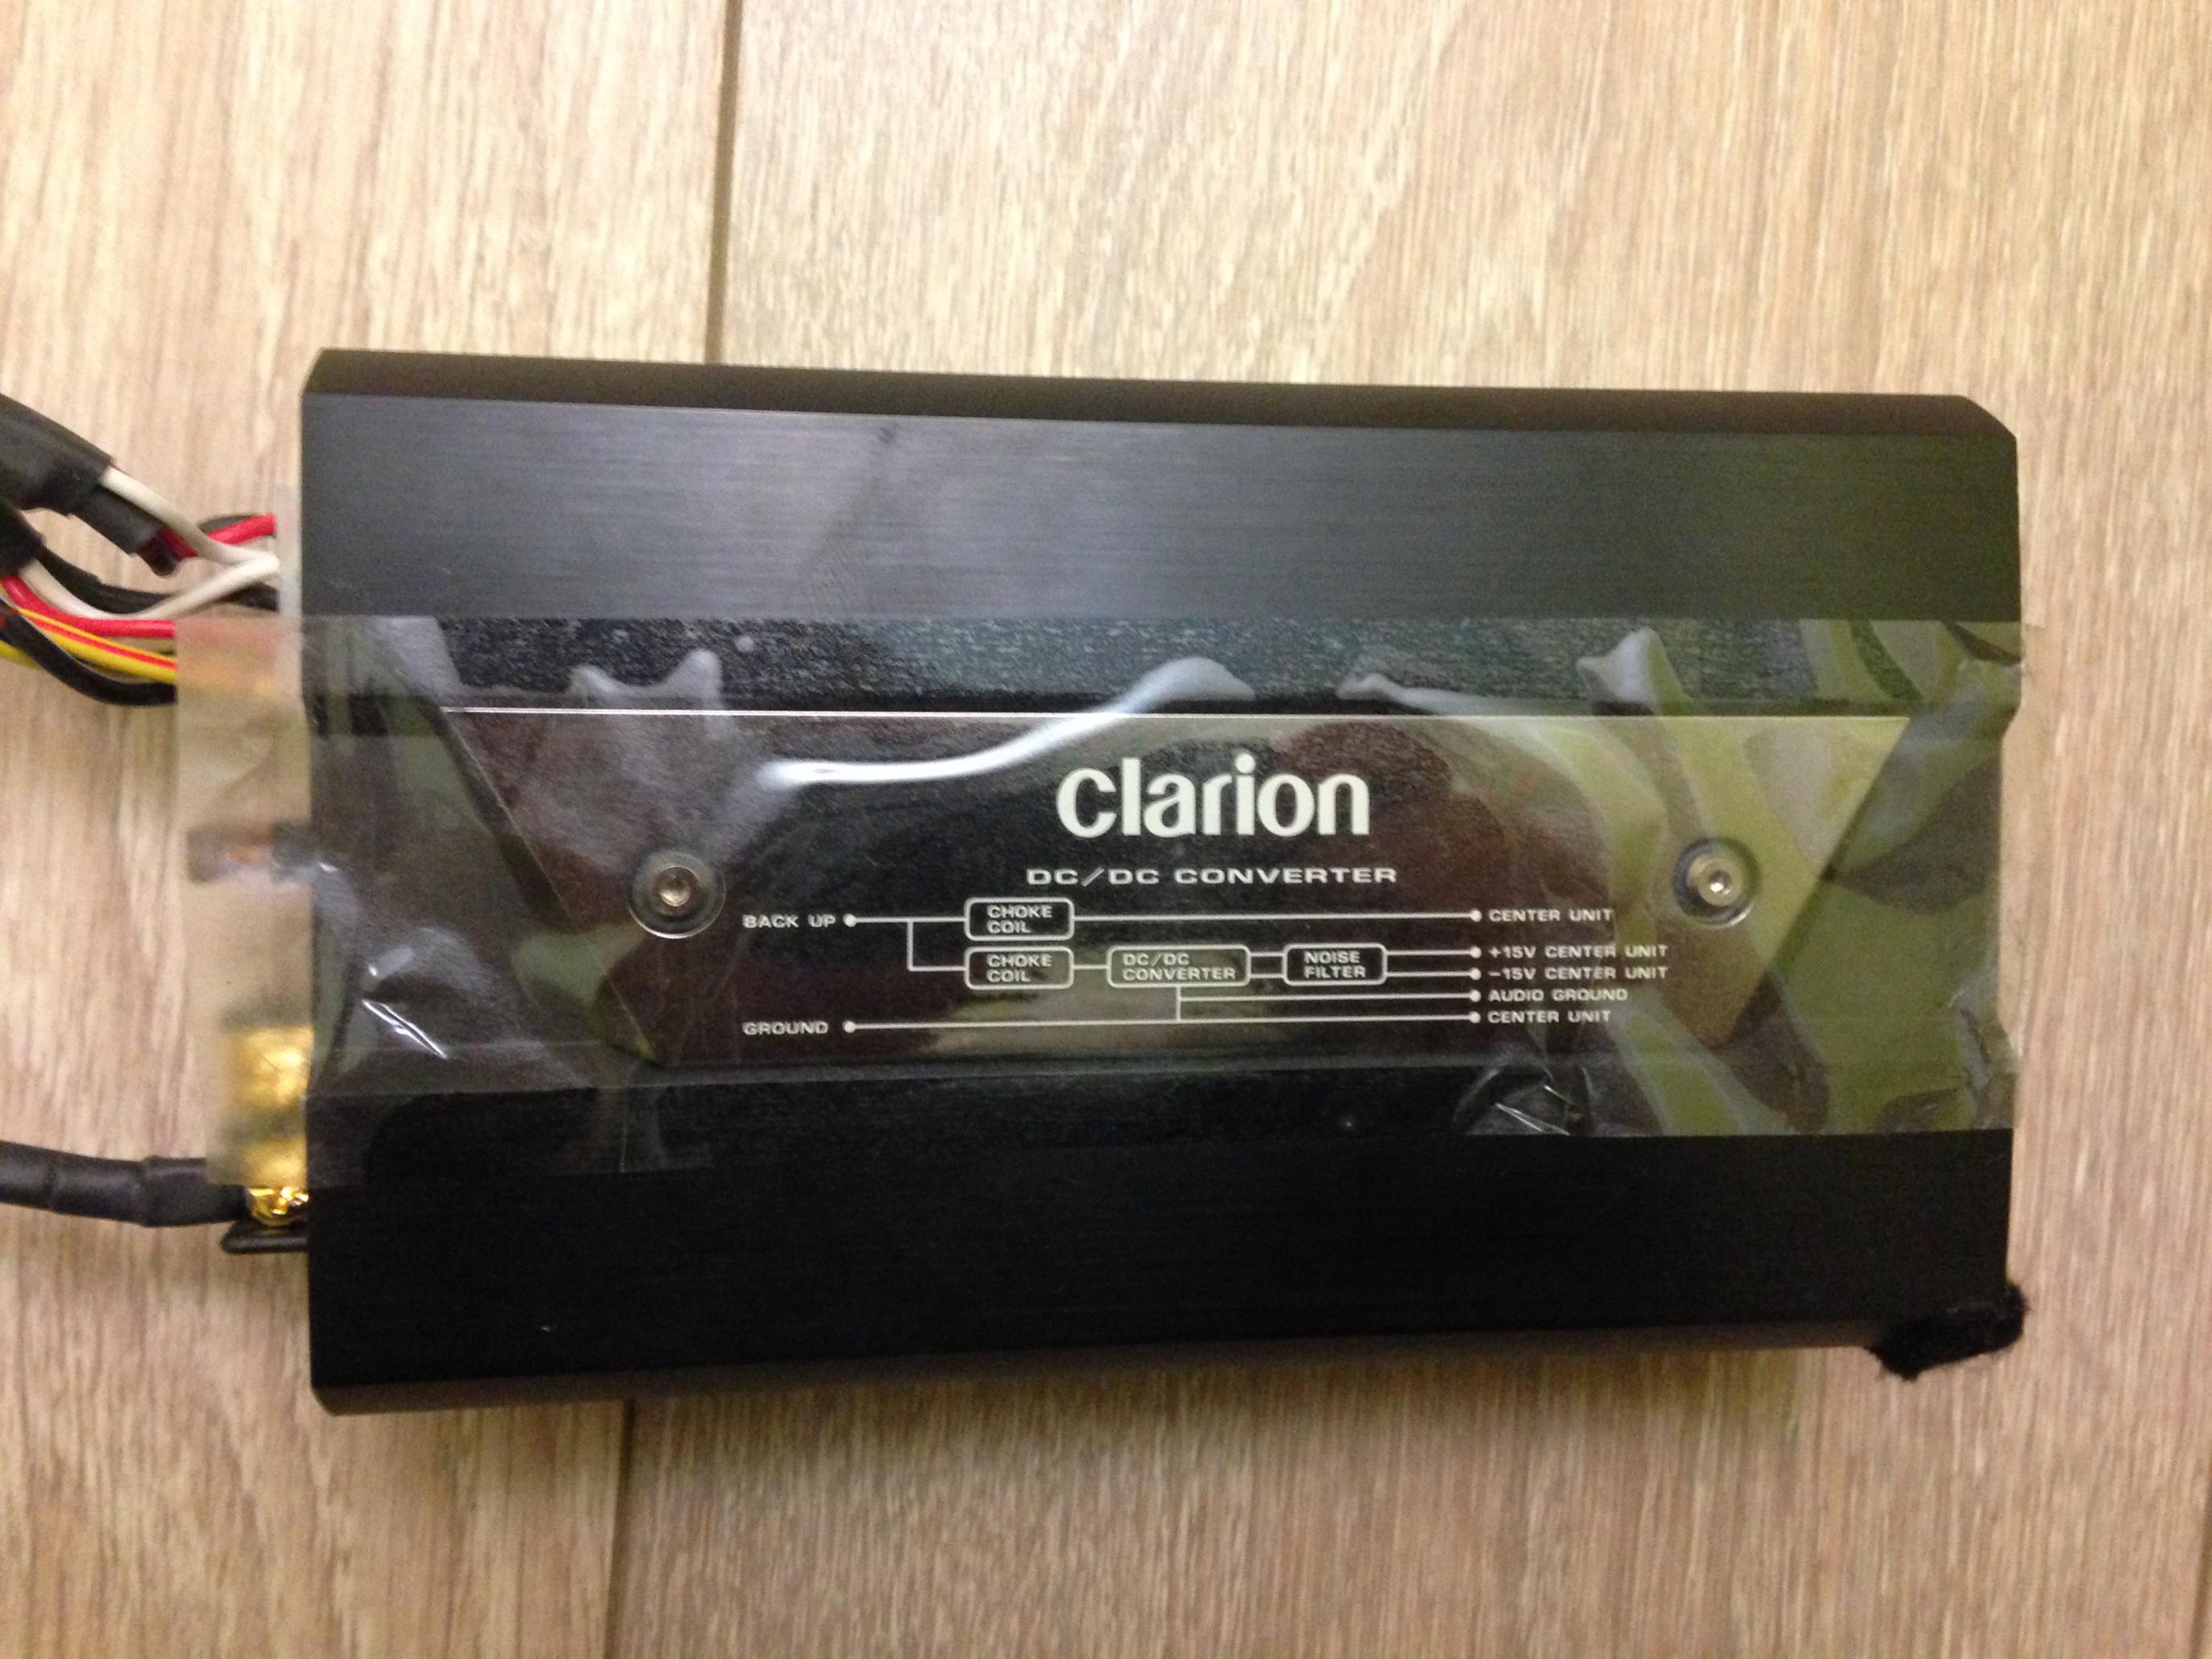 clarion
DC/DC CONVERTER
BACK UP
CHOKE
COIL
CENTER UNIT
CHOKE
COIL
DC/DC
CONVERTER
NOISE
FILTER
+15V CENTER UNIT
-15V CENTER UNIT
AUDIO GROUND
GROUND
CENTER UNIT